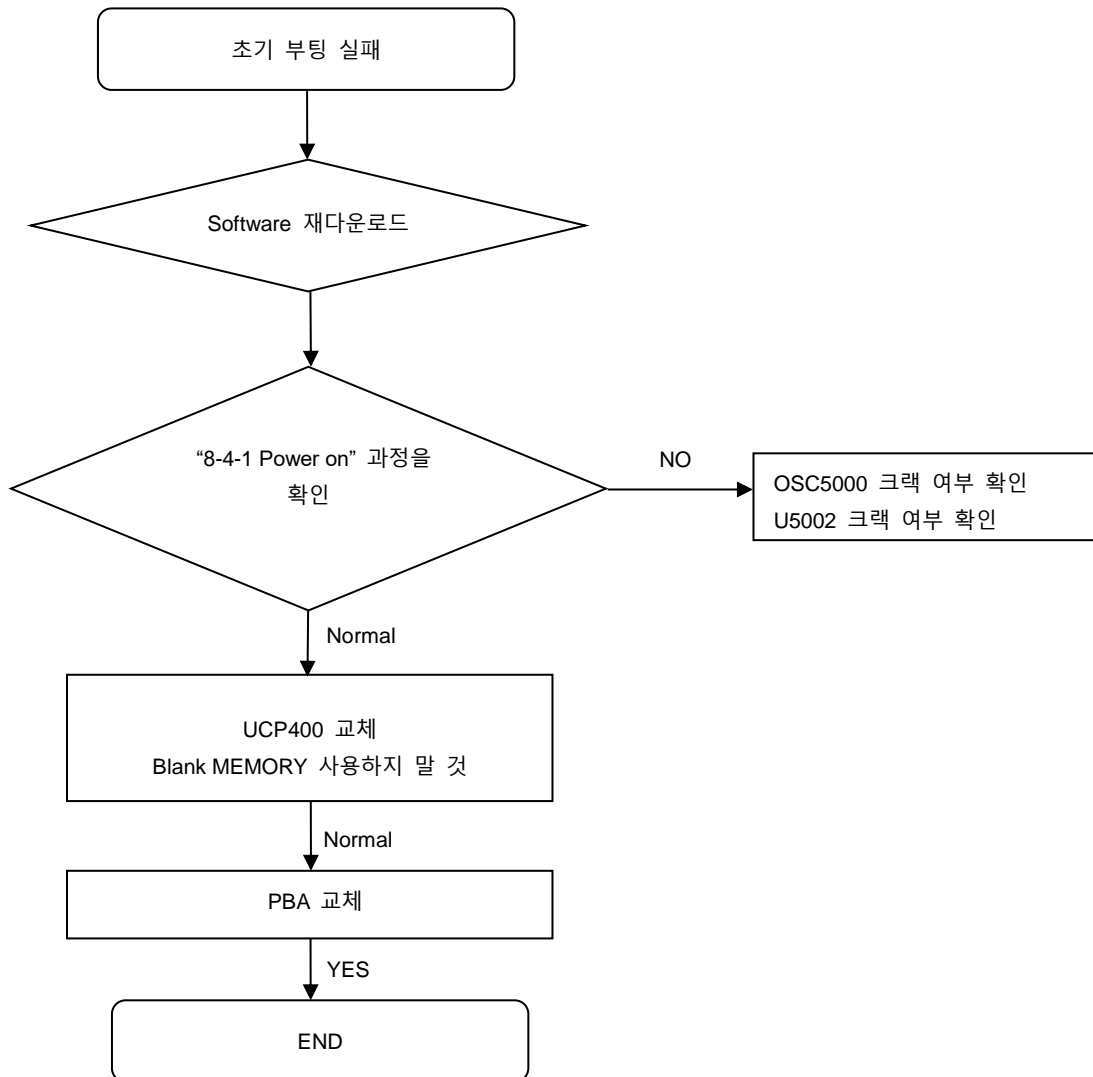 초기 부팅 실패
Software 재다운로드
“8-4-1 Power on” 과정을
확인
NO
OSC5000 크랙 여부 확인
U5002 크랙 여부 확인
Normal
UCP400 교체
Blank MEMORY 사용하지 말 것
Normal
PBA 교체
YES
END